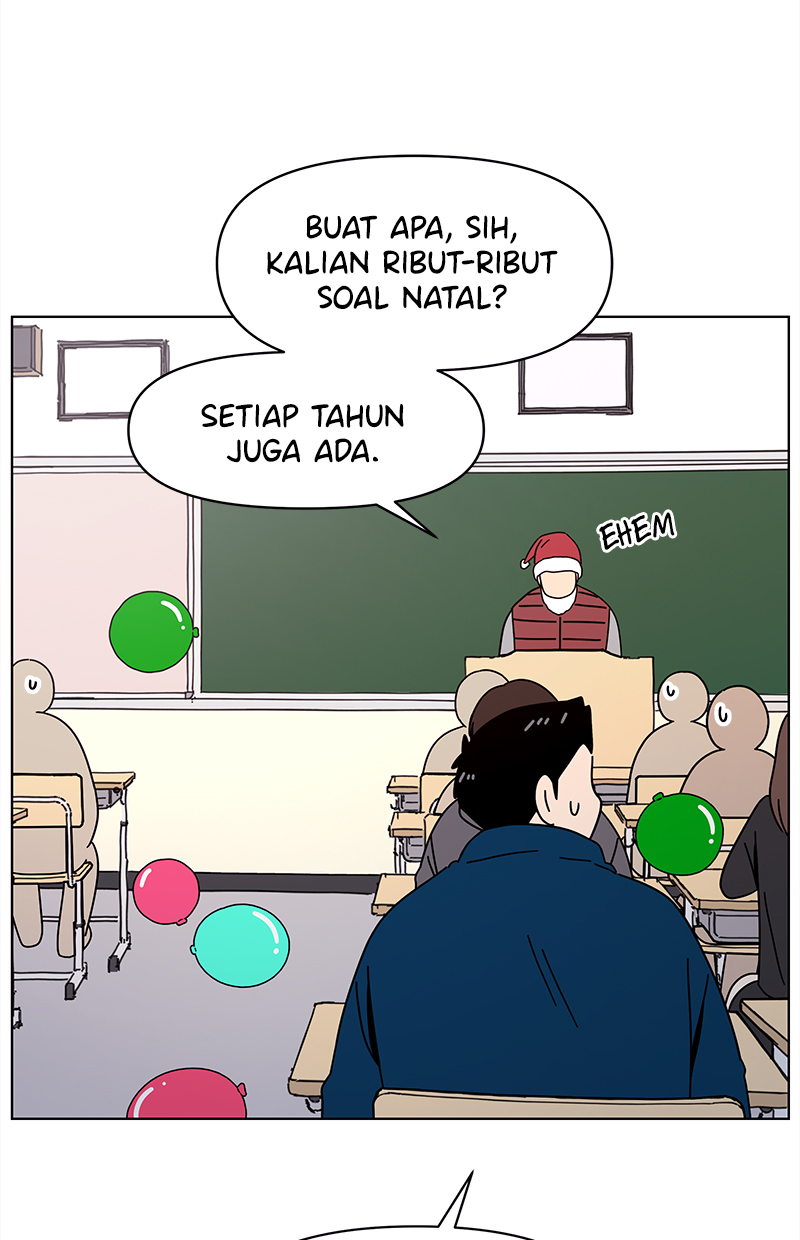 BUAT APA, SIH,
KALIAN RIBUT-RIBUT
SOAL NATAL?
SETIAP TAHUN
JUGA ADA.
EHEM